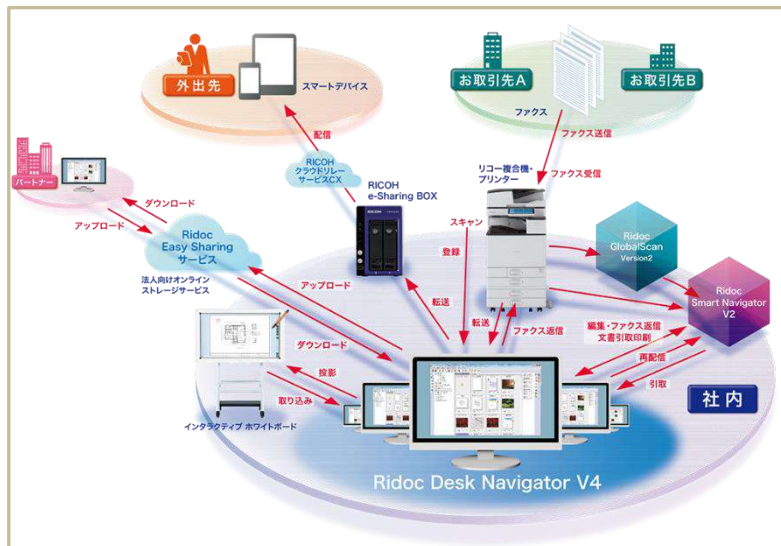 外出先
スマートデバイス
お取引先A
お取引先B
ファクス
ファクス送信
配信
RICOH
クラウドリレー
サービスCX
リコー複合機・
プリンター
ファクス受信
パートナー
ダウンロード
アップロード
RICOH
e-Sharing BOX
スキャン
登録
Ridoc
GlobalScan
Version2
Ridoc
Easy Sharing
サービス
法人向けオンライン
ストレージサービス
アップロード
転送
転送
ファクス返信
Ridoc
Smart Navigator
V2
編集・ファクス返信
文書引取印刷
再配信
引取
ダウンロード
投影
取り込み
インタラクティブ ホワイトボード
社内
Ridoc Desk Navigator V4